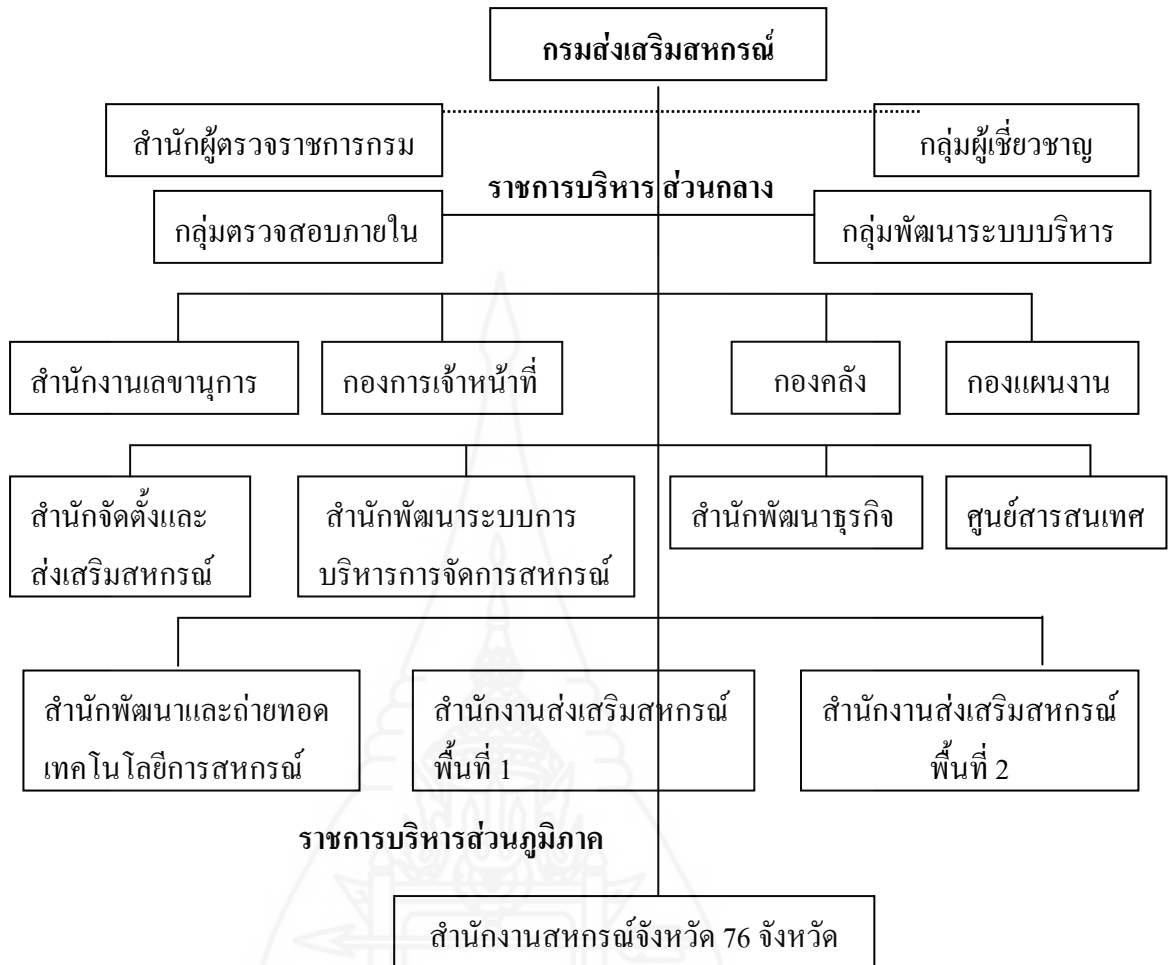 กรมส่งเสริมสหกรณ์
สำนักผู้ตรวจราชการกรม
กลุ่มผู้เชี่ยวชาญ
ราชการบริหาร ส่วนกลาง
กลุ่มตรวจสอบภายใน
กลุ่มพัฒนาระบบบริหาร
สำนักงานเลขานุการ
กองการเจ้าหน้าที่
กองคลัง
กองแผนงาน
สำนักจัดตั้งและ
ส่งเสริมสหกรณ์
สำนักพัฒนาระบบการ
บริหารการจัดการสหกรณ์
สำนักพัฒนาธุรกิจ
ศูนย์สารสนเทศ
สำนักพัฒนาและถ่ายทอด
เทคโนโลยีการสหกรณ์
สำนักงานส่งเสริมสหกรณ์
พื้นที่ 1
สำนักงานส่งเสริมสหกรณ์
พื้นที่ 2
ราชการบริหารส่วนภูมิภาค
สำนักงานสหกรณ์จังหวัด 76 จังหวัด